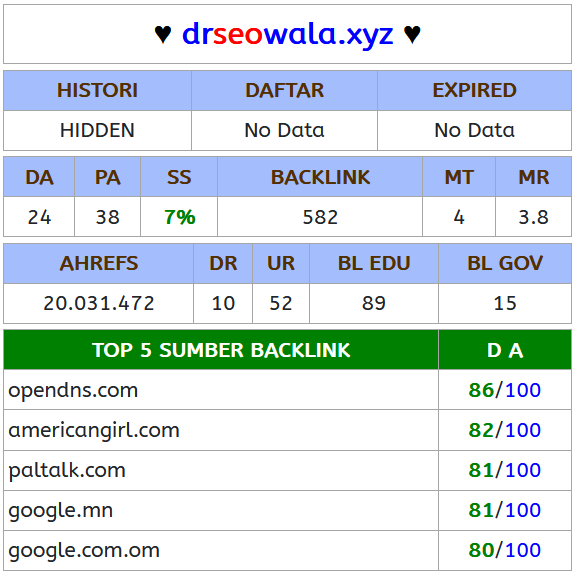 ♥ drseowala.xyz ♥
HISTORI DAFTAR EXPIRED
HIDDEN No Data No Data
DA PA SS BACKLINK MT MR
24 38 7% 582 4 3.8
AHREFS DR UR BL EDU BL GOV
20.031.472 10 52 89 15
TOP 5 SUMBER BACKLINK D A
opendns.com 86/100
americangirl.com 82/100
paltalk.com 81/100
google.mn 81/100
google.com.om 80/100